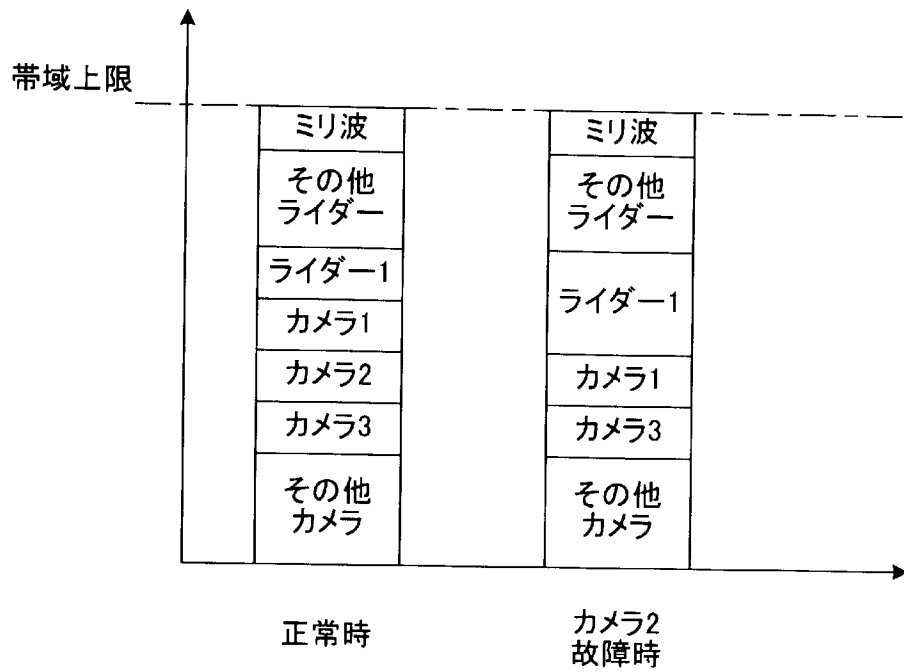 帯域上限
ミリ波
その他
ライダー
ライダー1
カメラ1
カメラ2
カメラ3
その他
カメラ
ミリ波
その他
ライダー
ライダー1
カメラ1
カメラ3
その他
カメラ
正常時
カメラ2
故障時